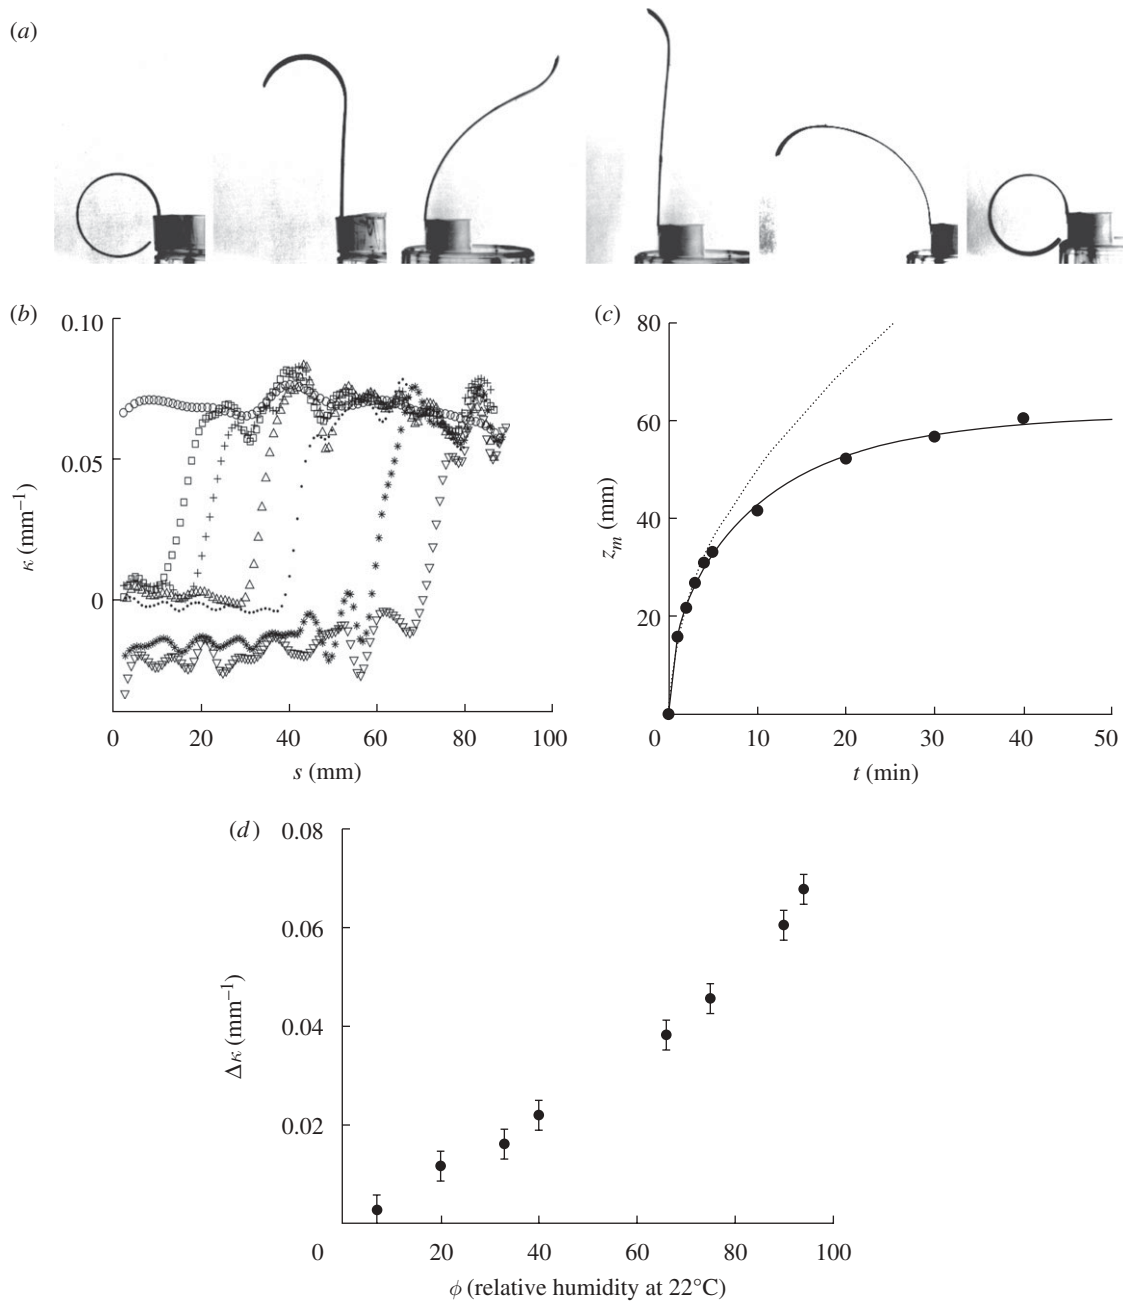 (a)
(b)
0.10
0.05
0
κ (mm⁻¹)
0 20 40 60 80 100
s (mm)
(c)
80
60
40
20
0 10 20 30 40 50
z_m (mm)
t (min)
(d)
0.08
0.06
0.04
0.02
0 20 40 60 80 100
Δκ (mm⁻¹)
ϕ (relative humidity at 22°C)